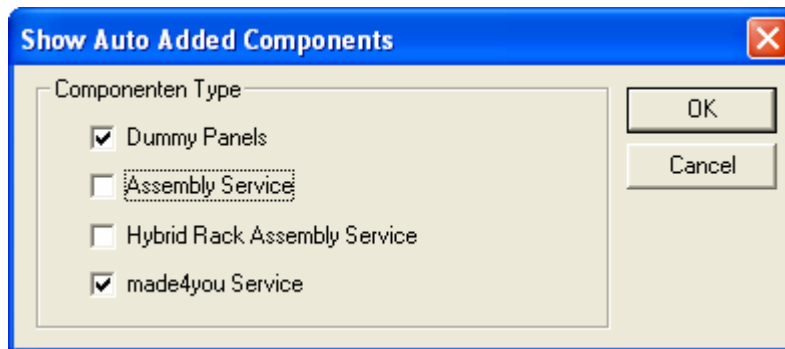 Show Auto Added Components
Componenten Type
Dummy Panels
Assembly Service
Hybrid Rack Assembly Service
made4you Service
OK
Cancel